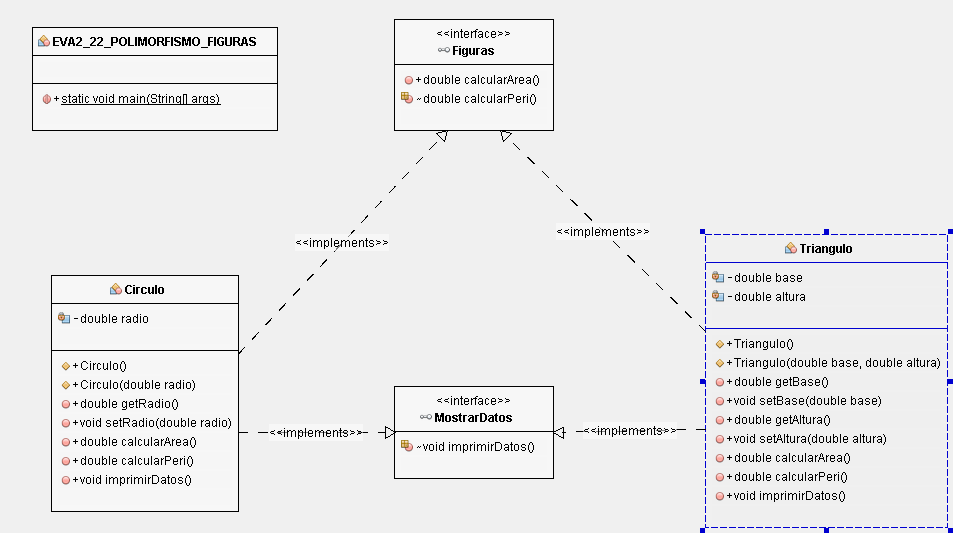 EVA2_22_POLIMORFISMO_FIGURAS
+static void main(String[] args)
<<interface>>
Figuras
+double calcularArea()
~double calcularPeri()
<<implements>>
<<implements>>
Circulo
-double radio
+Circulo()
+Circulo(double radio)
+double getRadio()
+void setRadio(double radio)
+double calcularArea()
+double calcularPeri()
+void imprimirDatos()
<<implements>>
<<interface>>
MostrarDatos
~void imprimirDatos()
<<implements>>
Triangulo
-double base
-double altura
+Triangulo()
+Triangulo(double base, double altura)
+double getBase()
+void setBase(double base)
+double getAltura()
+void setAltura(double altura)
+double calcularArea()
+double calcularPeri()
+void imprimirDatos()